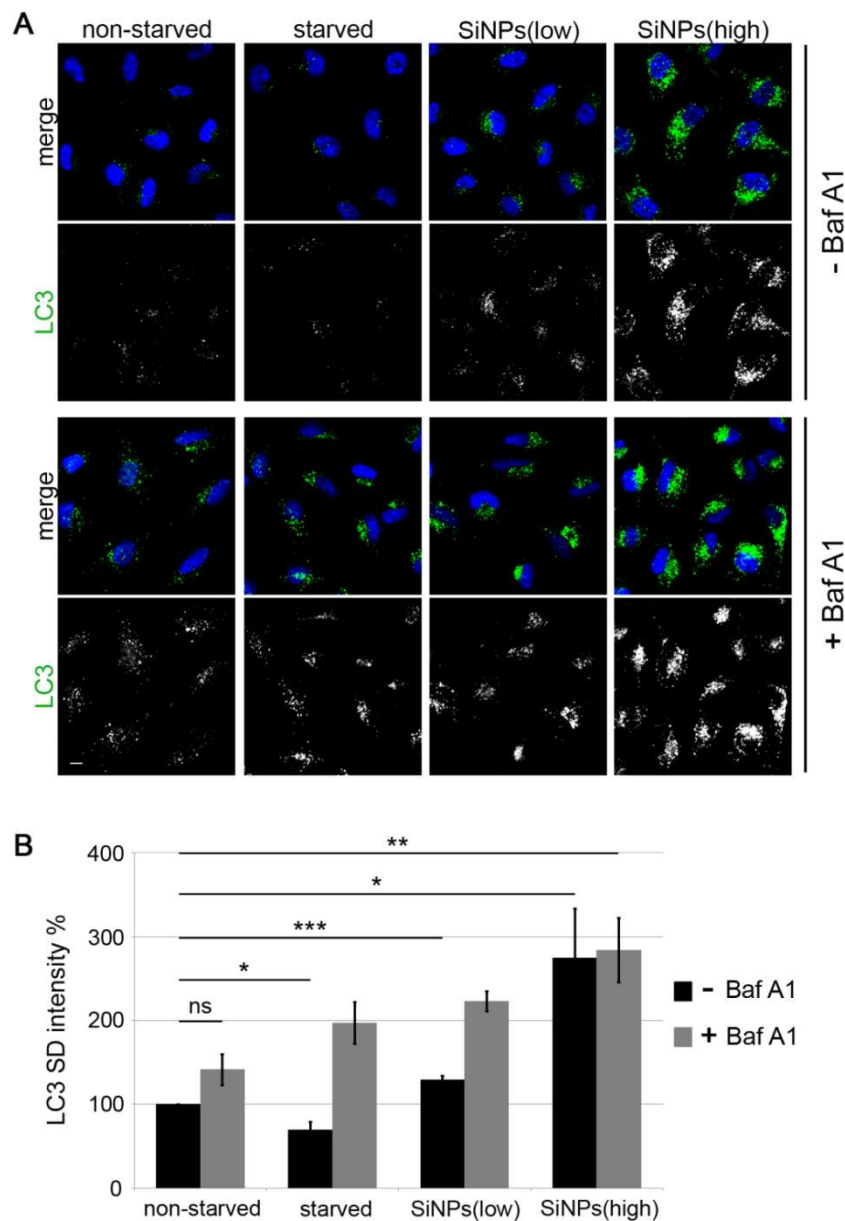 A
non-starved starved SiNPs(low) SiNPs(high)
merge
LC3
- Baf A1
merge
LC3
+ Baf A1
B
LC3 SD intensity %
400
300
200
100
0
**
*
***
*
ns
- Baf A1
+ Baf A1
non-starved starved SiNPs(low) SiNPs(high)